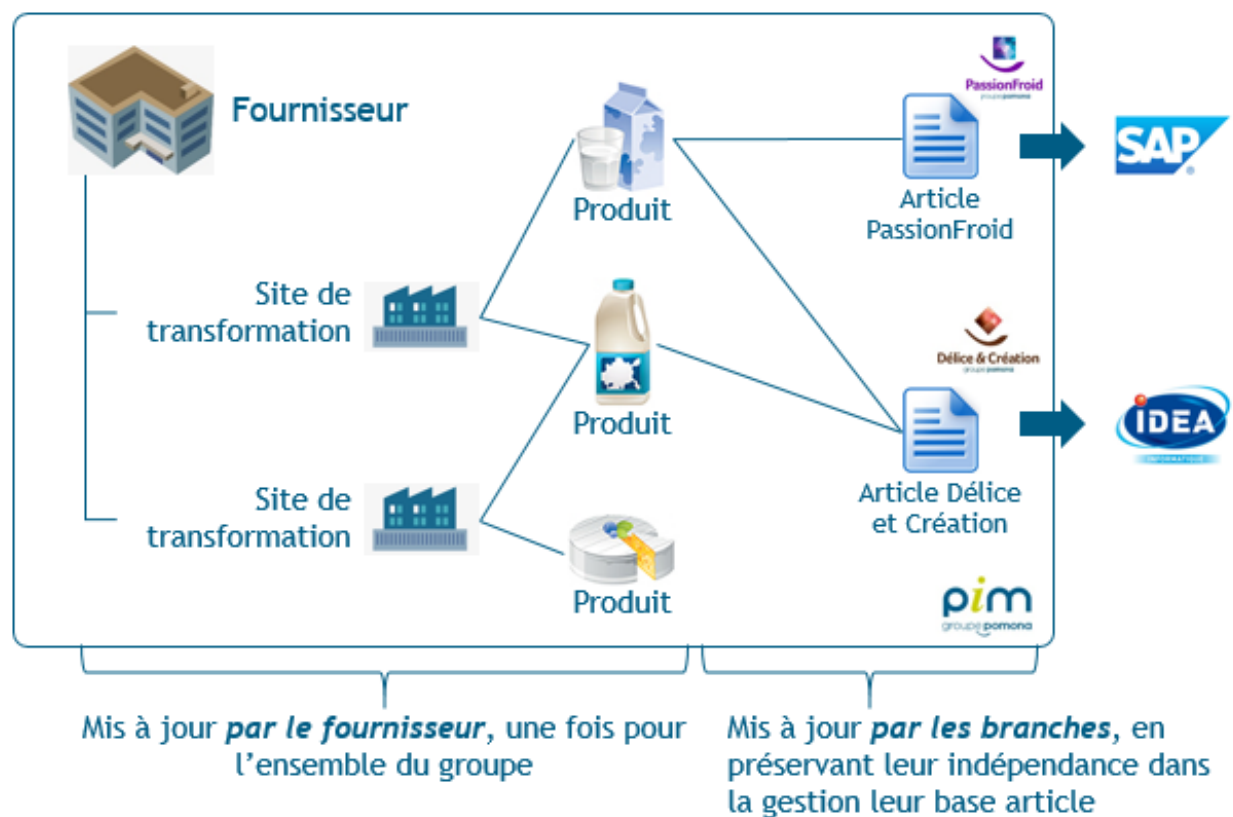 PassionFroid
groupe pomona
Fournisseur
SAP
®
Produit
Article
PassionFroid
Site de
transformation
Délice & Création
groupe pomona
iDEA
INFORMATIQUE
Produit
Article Délice
et Création
Site de
transformation
Produit
pim
groupe pomona
Mis à jour par le fournisseur, une fois pour
l'ensemble du groupe
Mis à jour par les branches, en
préservant leur indépendance dans
la gestion leur base article